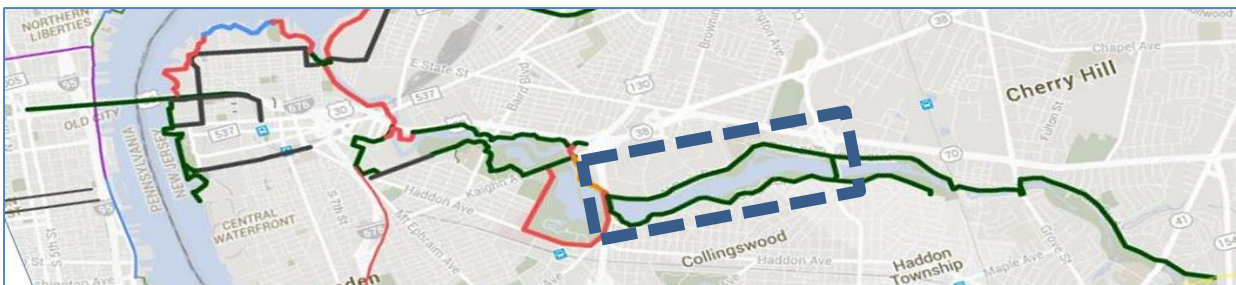 NORTHERN
LIBERTIES
OLD CITY
PENNSYLVANIA
NEW JERSEY
537
676
30
E State St
537
Baird Blvd
130
38
38
Chapel Ave
Cherry Hill
Fulton St
70
Kaighn A
Haddon Ave
Mt Ephraim Ave
S 7th St
676
CENTRAL
WATERFRONT
95
S 5th St
Collingswood
Haddon Ave
Haddon
Township
Maple Ave
Grove St
41
154